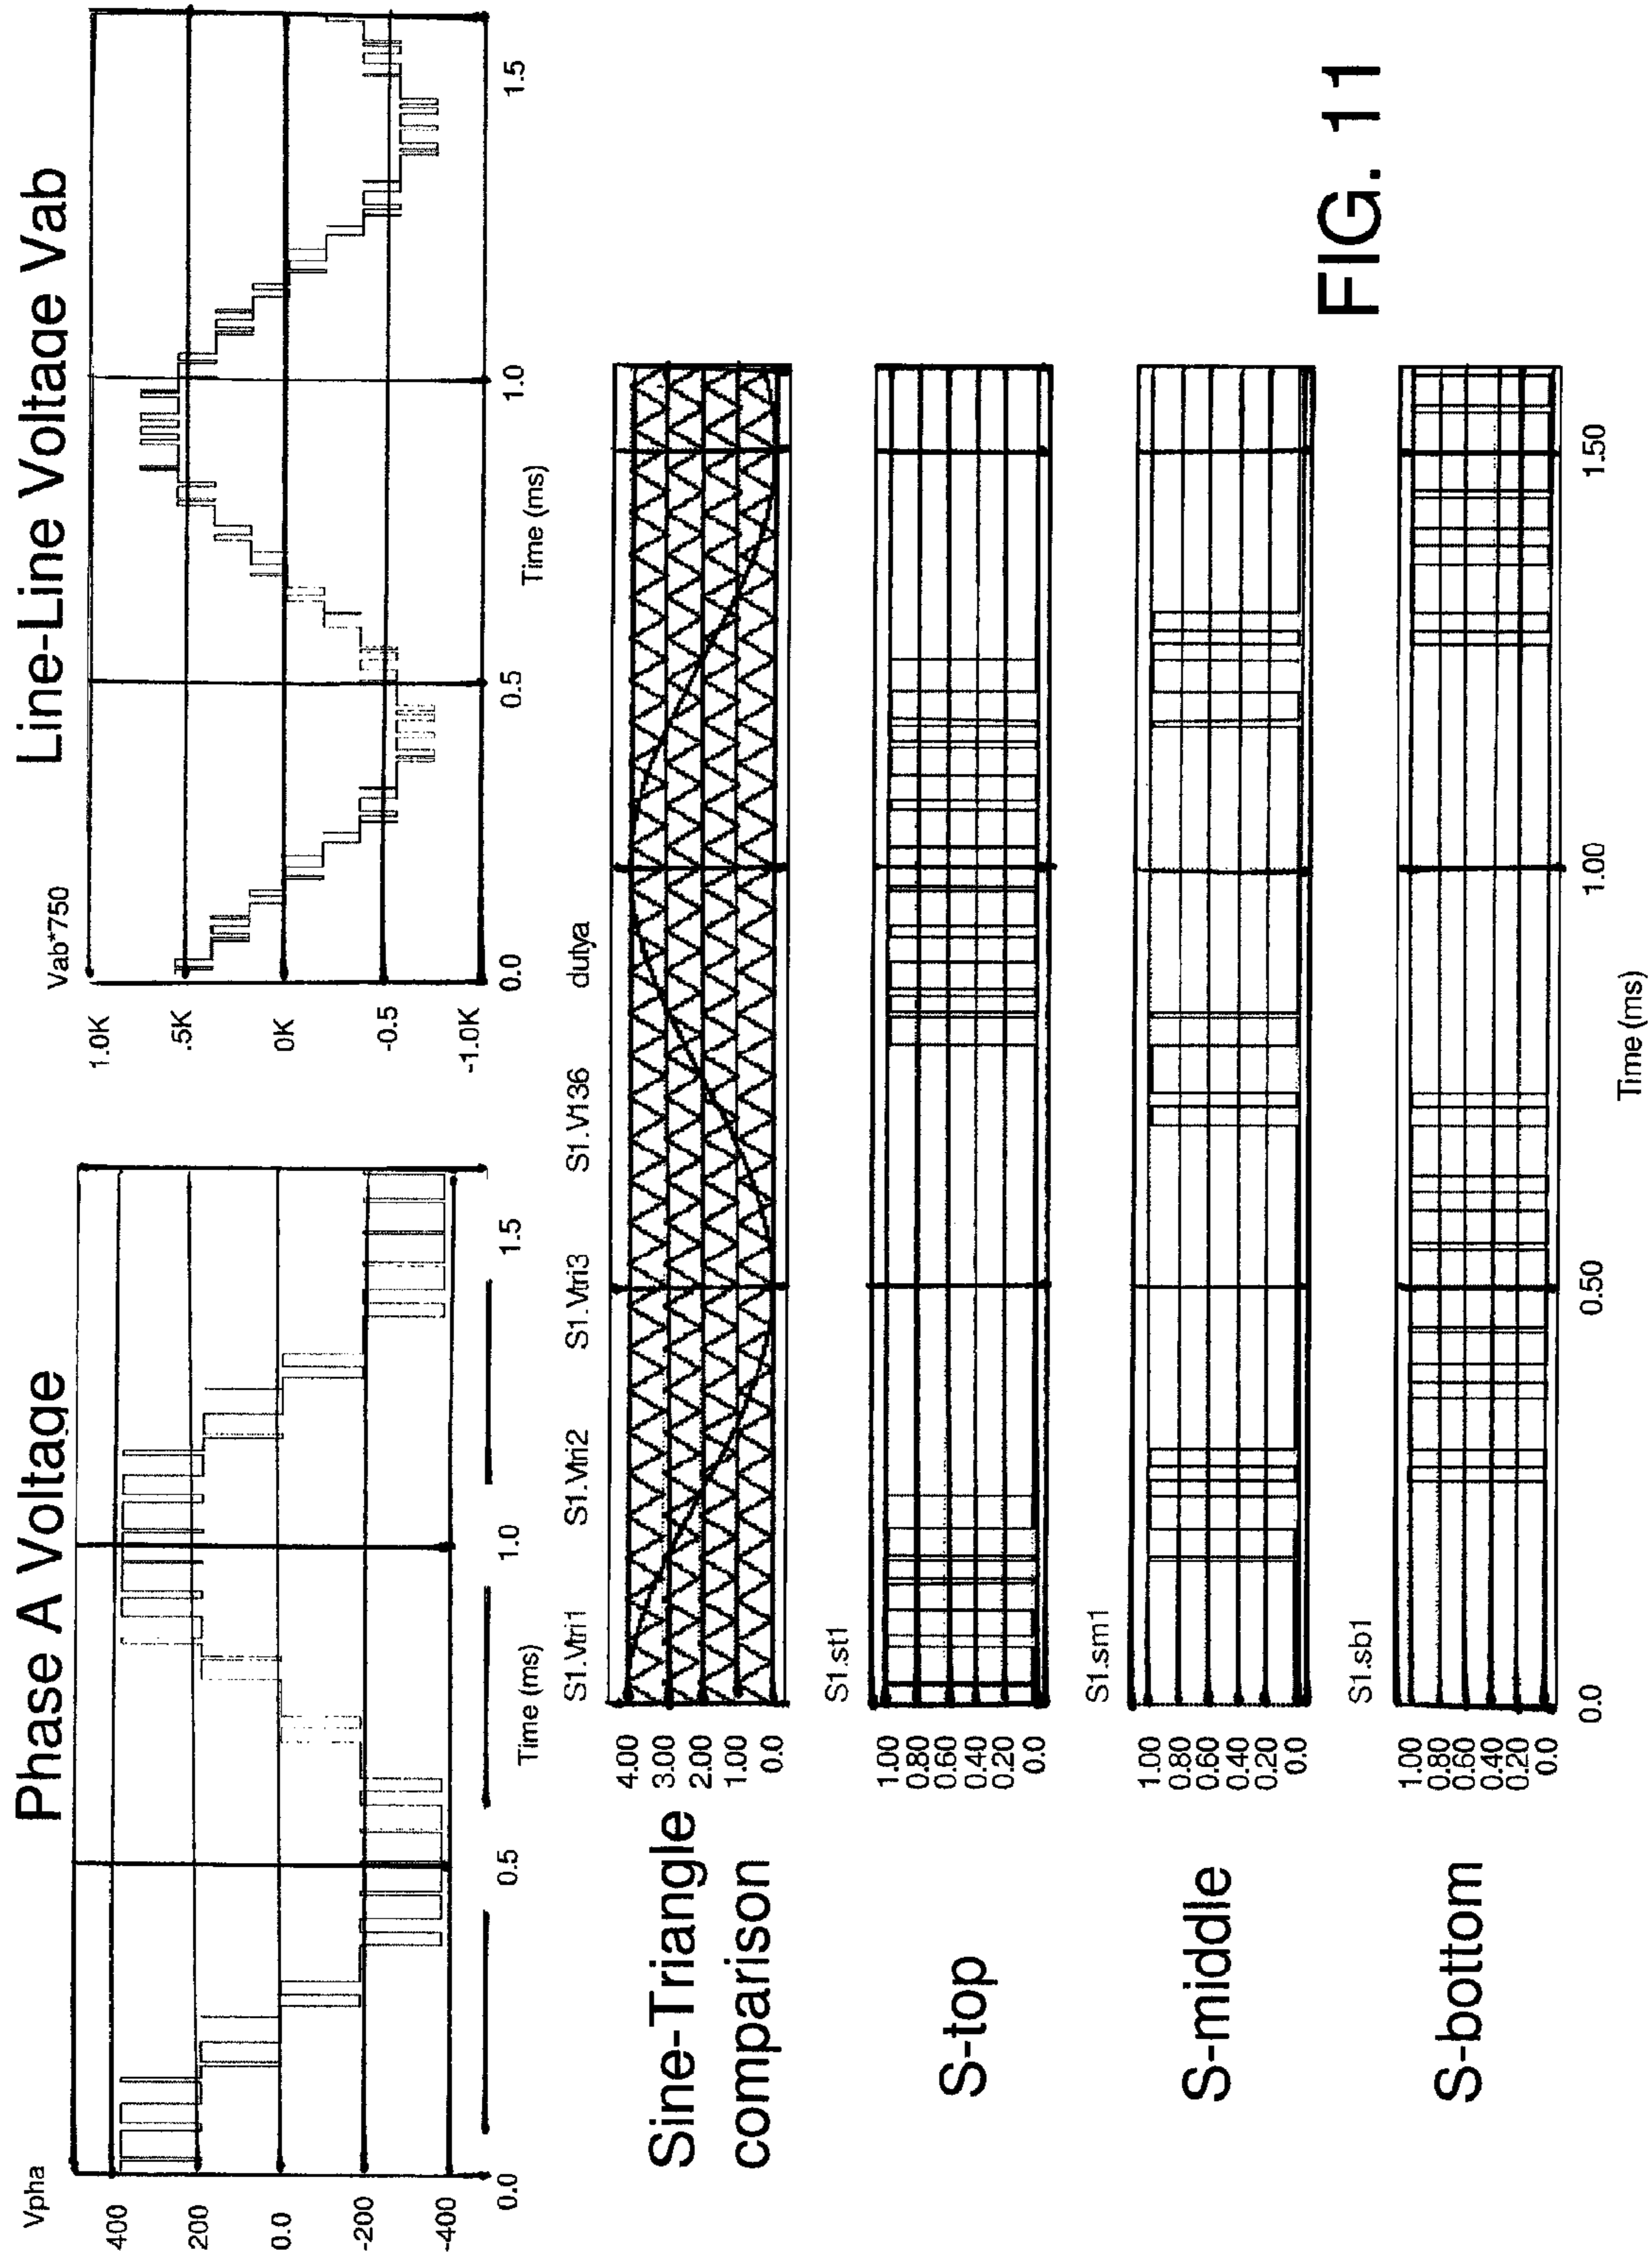 Phase A Voltage
Vpha
400
200
0.0
-200
-400
0.0
0.5
1.0
1.5
Time (ms)
Line-Line Voltage Vab
Vab*750
1.0K
.5K
0K
-0.5
-1.0K
0.0
0.5
1.0
1.5
Time (ms)
Sine-Triangle
comparison
S1.Vtri1 S1.Vtri2 S1.Vtri3 S1.V136 dutya
4.00
3.00
2.00
1.00
0.0
S-top
S1.st1
1.00
0.80
0.60
0.40
0.20
0.0
S-middle
S1.sm1
1.00
0.80
0.60
0.40
0.20
0.0
S-bottom
S1.sb1
1.00
0.80
0.60
0.40
0.20
0.0
0.0
0.50
1.00
1.50
Time (ms)
FIG. 11